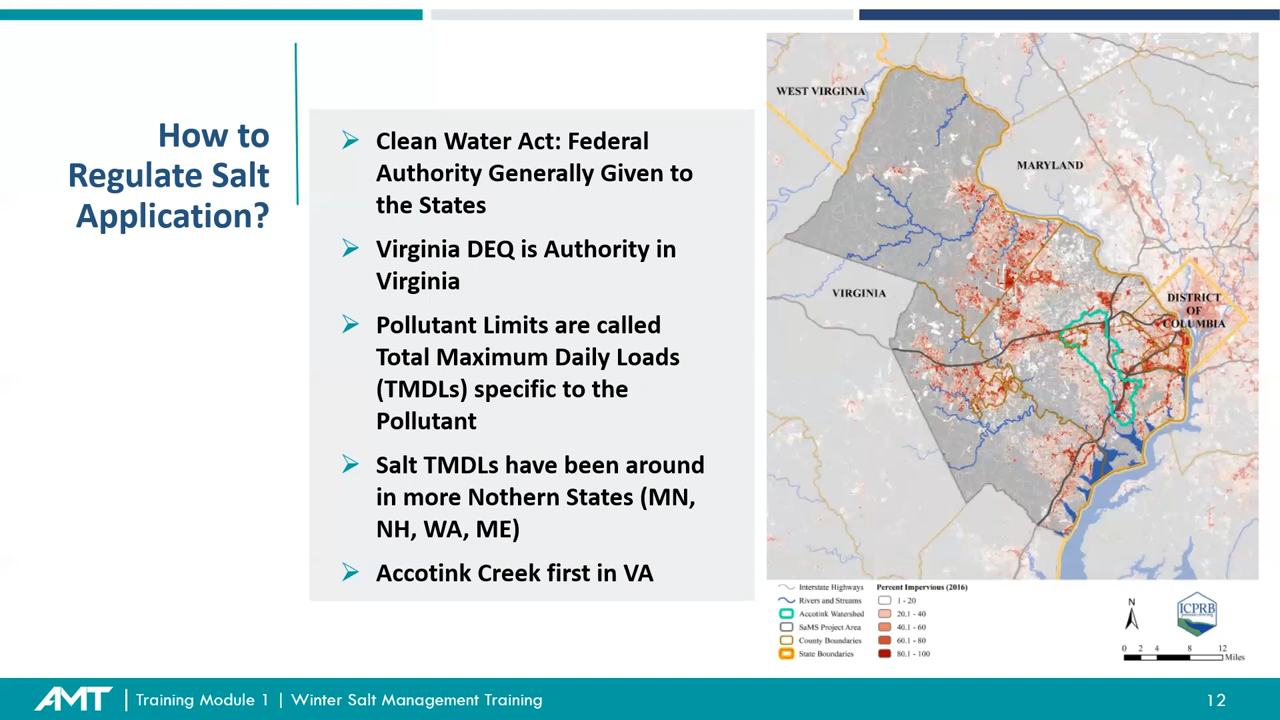 How to
Regulate Salt
Application?
Clean Water Act: Federal
Authority Generally Given to
the States
Virginia DEQ is Authority in
Virginia
Pollutant Limits are called
Total Maximum Daily Loads
(TMDLs) specific to the
Pollutant
Salt TMDLs have been around
in more Nothern States (MN,
NH, WA, ME)
Accotink Creek first in VA
WEST VIRGINIA
MARYLAND
VIRGINIA
DISTRICT
OF
COLUMBIA
Interstate Highways
Rivers and Streams
Accotink Watershed
SaMS Project Area
County Boundaries
State Boundaries
Percent Impervious (2016)
1 - 20
20.1 - 40
40.1 - 60
60.1 - 80
80.1 - 100
N
ICPRB
0 2 4 8 12
Miles
AMT | Training Module 1 | Winter Salt Management Training
12